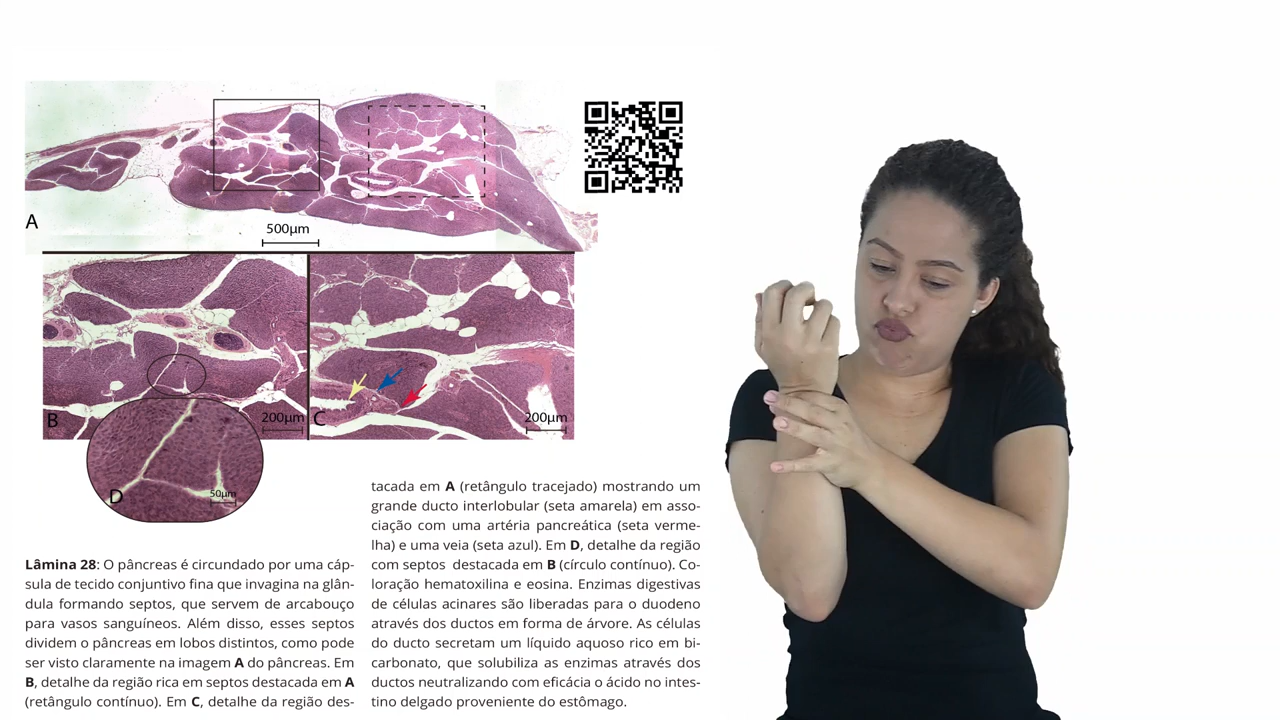 A
500µm
B
200µm
C
200µm
D
50µm
Lâmina 28: O pâncreas é circundado por uma cáp-
sula de tecido conjuntivo fina que invagina na glân-
dula formando septos, que servem de arcabouço
para vasos sanguíneos. Além disso, esses septos
dividem o pâncreas em lobos distintos, como pode
ser visto claramente na imagem A do pâncreas. Em
B, detalhe da região rica em septos destacada em A
(retângulo contínuo). Em C, detalhe da região des-
tacada em A (retângulo tracejado) mostrando um
grande ducto interlobular (seta amarela) em asso-
ciação com uma artéria pancreática (seta verme-
lha) e uma veia (seta azul). Em D, detalhe da região
com septos destacada em B (círculo contínuo). Co-
loração hematoxilina e eosina. Enzimas digestivas
de células acinares são liberadas para o duodeno
através dos ductos em forma de árvore. As células
do ducto secretam um líquido aquoso rico em bi-
carbonato, que solubiliza as enzimas através dos
ductos neutralizando com eficácia o ácido no intes-
tino delgado proveniente do estômago.